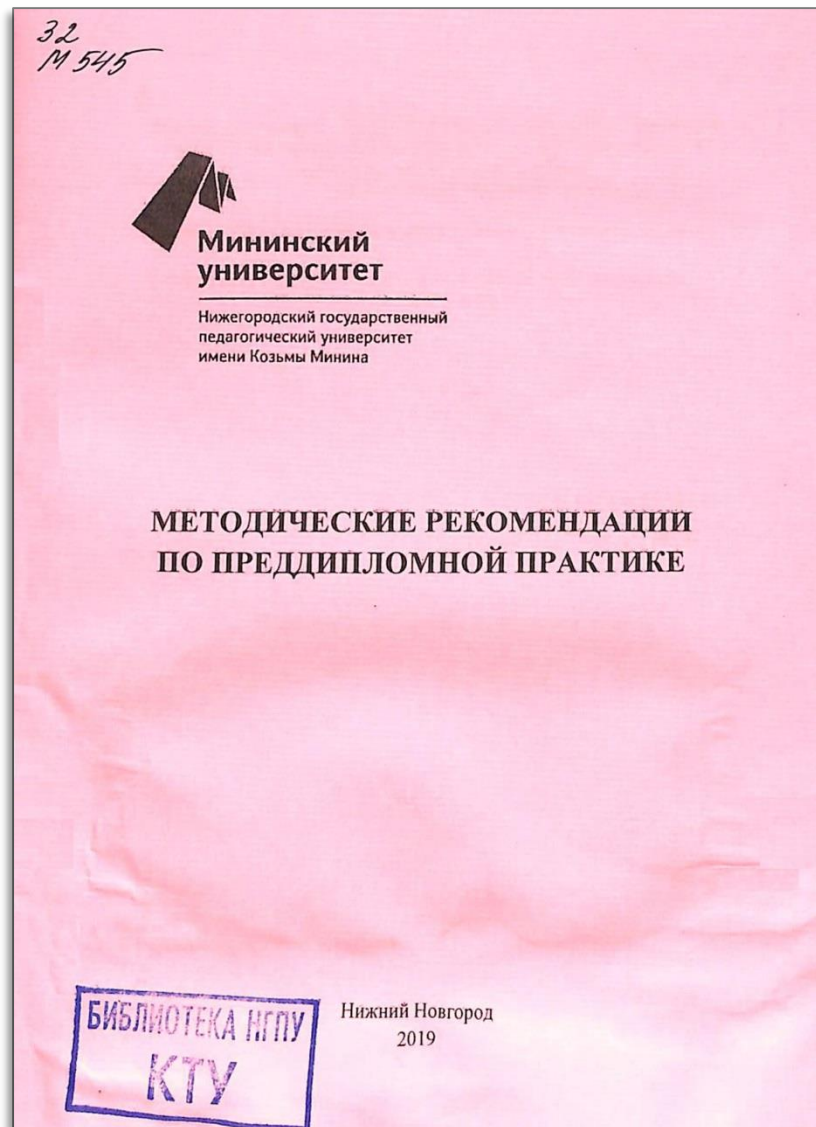 32
М 545
Мининский
университет
Нижегородский государственный
педагогический университет
имени Козьмы Минина
МЕТОДИЧЕСКИЕ РЕКОМЕНДАЦИИ
ПО ПРЕДДИПЛОМНОЙ ПРАКТИКЕ
БИБЛИОТЕКА НГПУ
КТУ
Нижний Новгород
2019